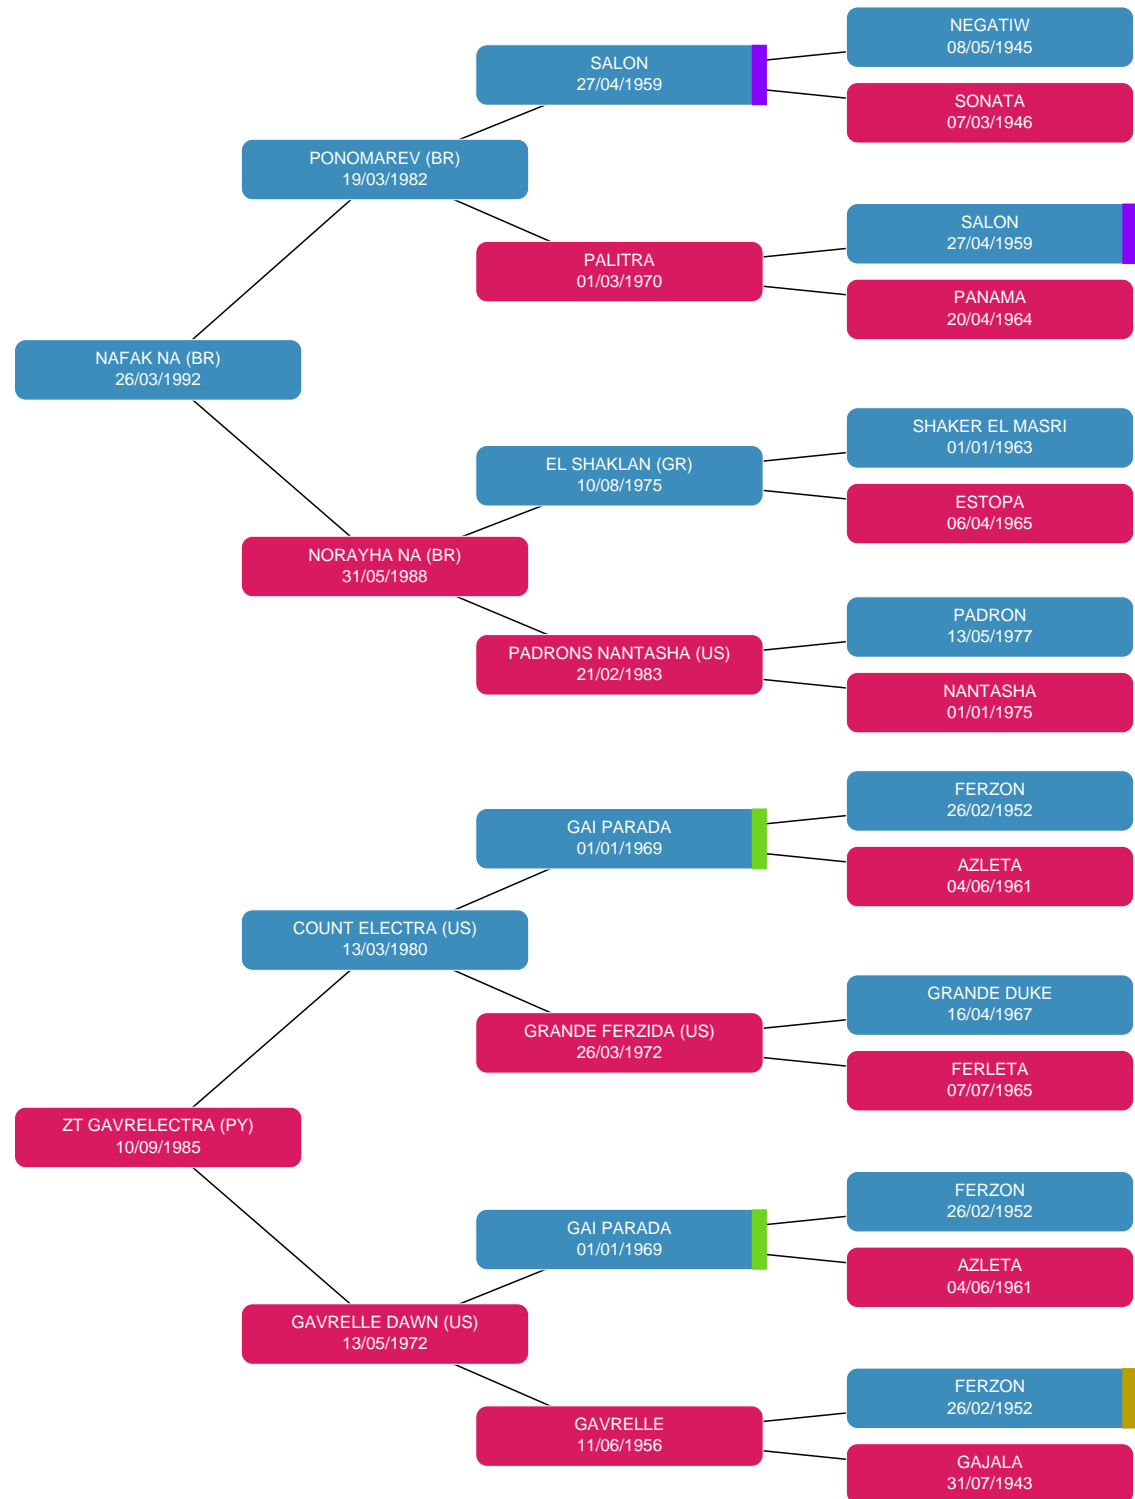 NEGATIW
08/05/1945
SALON
27/04/1959
SONATA
07/03/1946
PONOMAREV (BR)
19/03/1982
SALON
27/04/1959
PALITRA
01/03/1970
PANAMA
20/04/1964
NAFAK NA (BR)
26/03/1992
SHAKER EL MASRI
01/01/1963
EL SHAKLAN (GR)
10/08/1975
ESTOPA
06/04/1965
NORAYHA NA (BR)
31/05/1988
PADRON
13/05/1977
PADRONS NANTASHA (US)
21/02/1983
NANTASHA
01/01/1975
FERZON
26/02/1952
GAI PARADA
01/01/1969
AZLETA
04/06/1961
COUNT ELECTRA (US)
13/03/1980
GRANDE DUKE
16/04/1967
GRANDE FERZIDA (US)
26/03/1972
FERLETA
07/07/1965
ZT GAVRELECTRA (PY)
10/09/1985
FERZON
26/02/1952
GAI PARADA
01/01/1969
AZLETA
04/06/1961
GAVRELLE DAWN (US)
13/05/1972
FERZON
26/02/1952
GAVRELLE
11/06/1956
GAJALA
31/07/1943